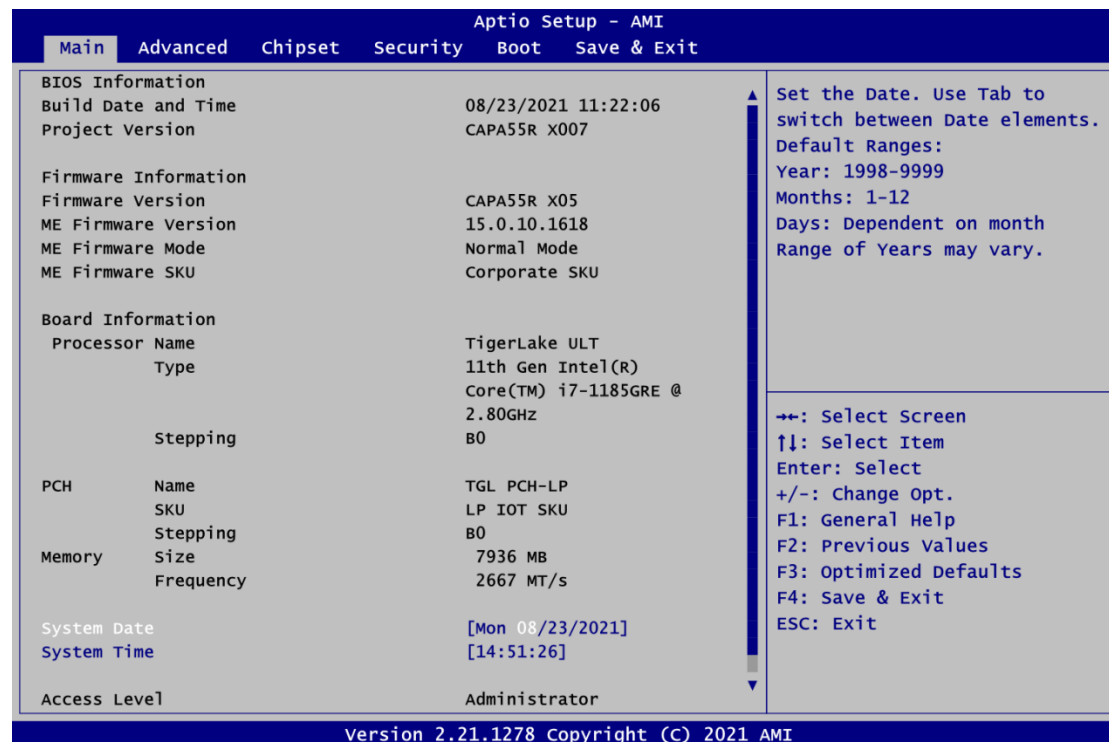 Aptio Setup - AMI
Main Advanced Chipset Security Boot Save & Exit
BIOS Information
Build Date and Time 08/23/2021 11:22:06
Project Version CAPA55R X007
Firmware Information
Firmware Version CAPA55R X05
ME Firmware Version 15.0.10.1618
ME Firmware Mode Normal Mode
ME Firmware SKU Corporate SKU
Board Information
Processor Name TigerLake ULT
Type 11th Gen Intel(R)
Core(TM) i7-1185GRE @
2.80GHz
Stepping B0
PCH Name TGL PCH-LP
SKU LP IOT SKU
Stepping B0
Memory Size 7936 MB
Frequency 2667 MT/s
System Date [Mon 08/23/2021]
System Time [14:51:26]
Access Level Administrator
Set the Date. Use Tab to
switch between Date elements.
Default Ranges:
Year: 1998-9999
Months: 1-12
Days: Dependent on month
Range of Years may vary.
→←: Select Screen
↑↓: Select Item
Enter: Select
+/-: Change Opt.
F1: General Help
F2: Previous Values
F3: Optimized Defaults
F4: Save & Exit
ESC: Exit
Version 2.21.1278 Copyright (C) 2021 AMI